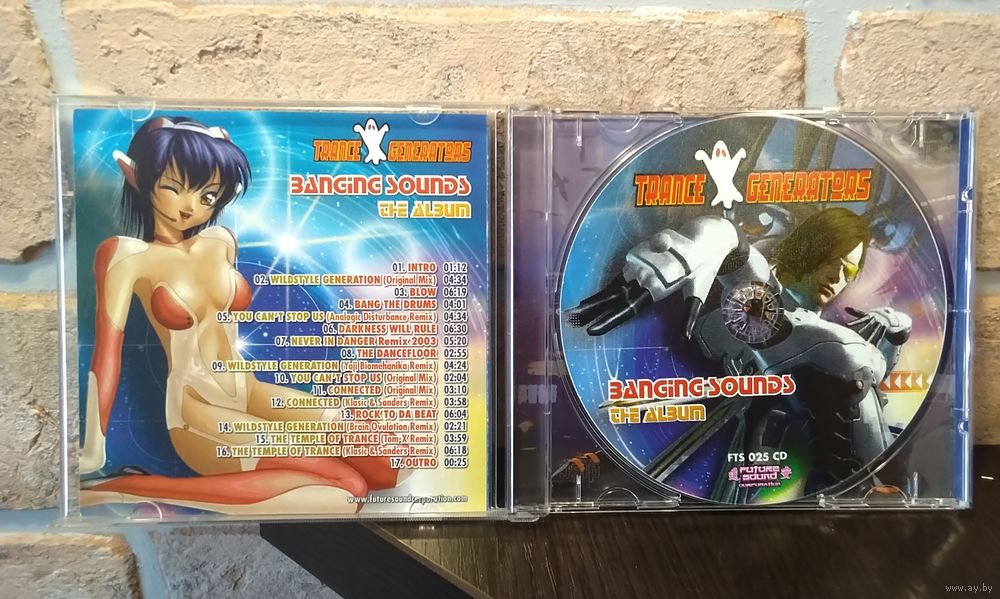 TRANCE GENERATORS
BANGING SOUNDS
THE ALBUM
01. INTRO 01:12
02. WILDSTYLE GENERATION (Original Mix) 04:34
03. BLOW 06:19
04. BANG THE DRUMS 04:01
05. YOU CAN'T STOP US (Analogic Disturbance Remix) 04:34
06. DARKNESS WILL RULE 06:30
07. NEVER IN DANGER Remix 2003 05:20
08. THE DANCEFLOOR 02:55
09. WILDSTYLE GENERATION (Yoji Biomehanika Remix) 04:24
10. YOU CAN'T STOP US (Original Mix) 02:04
11. CONNECTED (Original Mix) 03:10
12. CONNECTED (Klasic & Sanders Remix) 03:58
13. ROCK TO DA BEAT 06:04
14. WILDSTYLE GENERATION (Brain Ovulation Remix) 02:21
15. THE TEMPLE OF TRANCE (Tom-X Remix) 03:59
16. THE TEMPLE OF TRANCE (Klasic & Sanders Remix) 06:18
17. OUTRO 00:25
www.futuresoundcorporation.com
TRANCE GENERATORS
BANGING SOUNDS
THE ALBUM
FTS 025 CD
FUTURE
SOUND
CORPORATION
www.ay.by